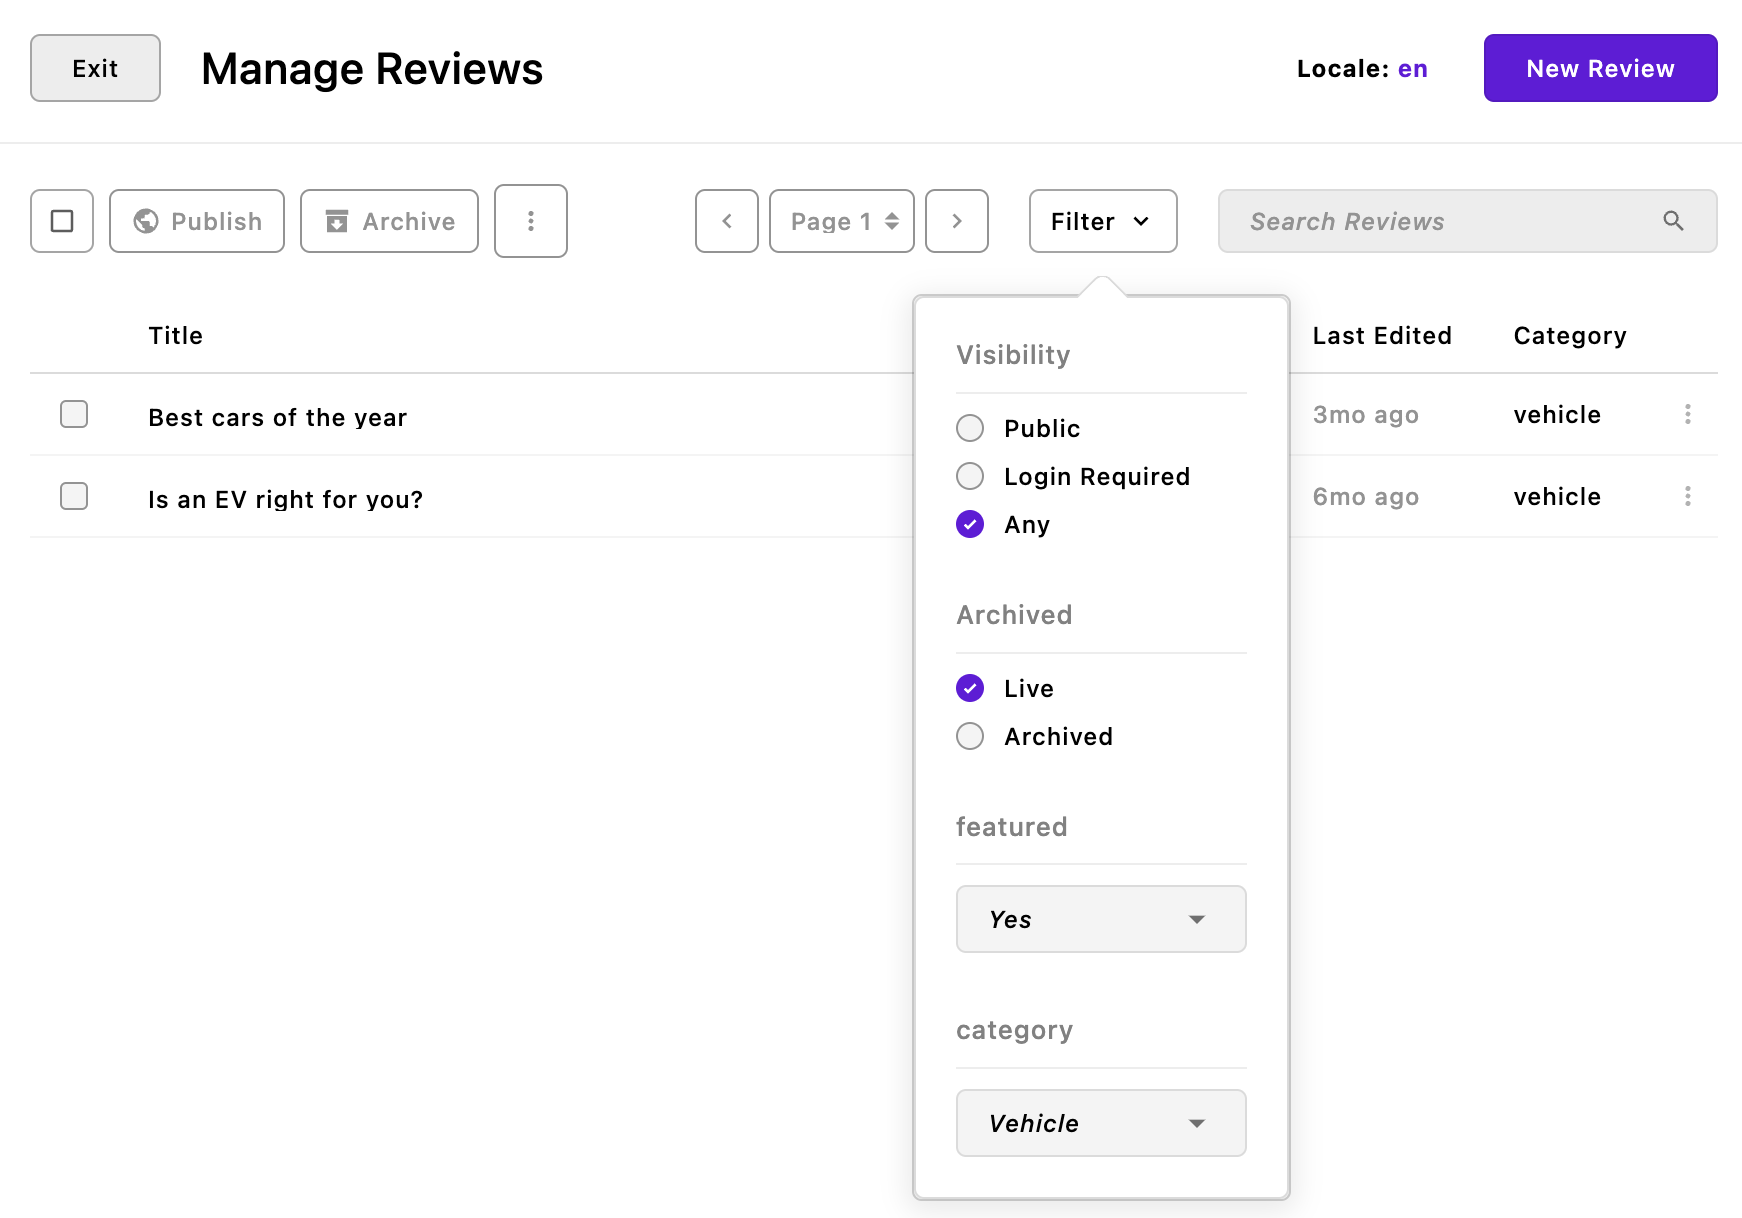 Exit
Manage Reviews
Locale: en
New Review
Publish
Archive
Page 1
Filter
Search Reviews
Title
Last Edited
Category
Best cars of the year
3mo ago
vehicle
Is an EV right for you?
6mo ago
vehicle
Visibility
Public
Login Required
Any
Archived
Live
Archived
featured
Yes
category
Vehicle